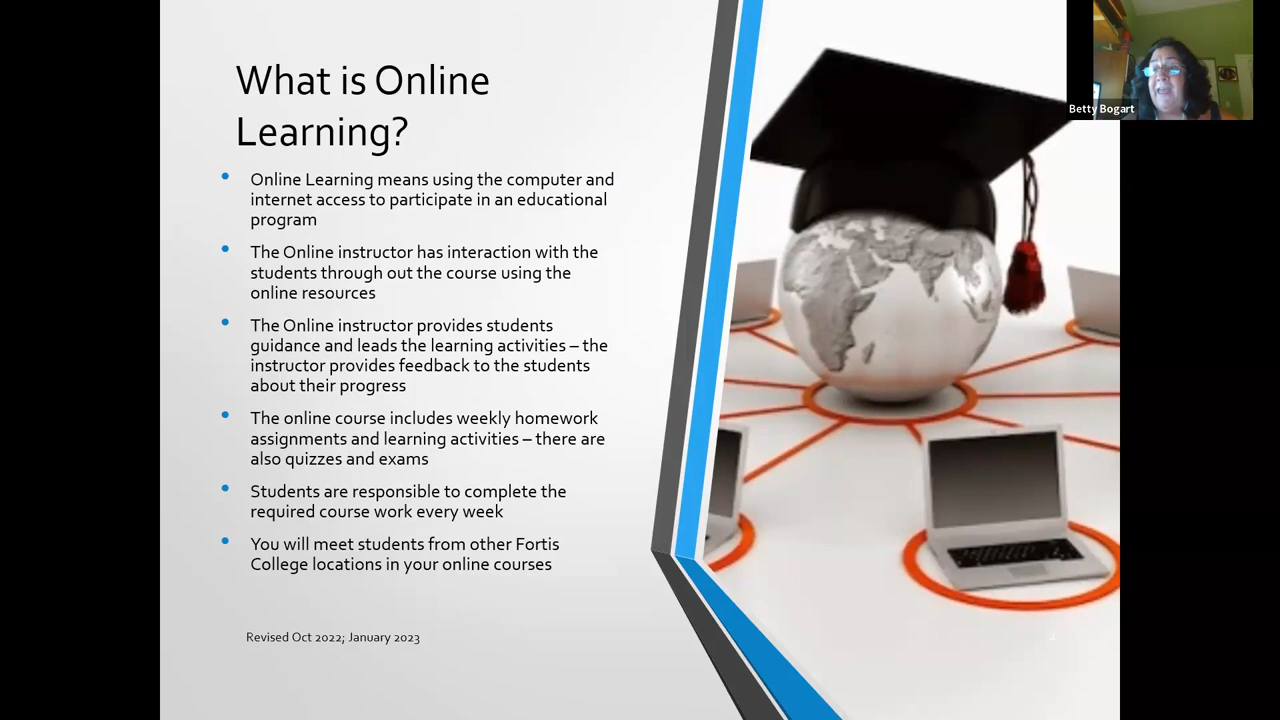 What is Online
Learning?
Online Learning means using the computer and
internet access to participate in an educational
program
The Online instructor has interaction with the
students through out the course using the
online resources
The Online instructor provides students
guidance and leads the learning activities – the
instructor provides feedback to the students
about their progress
The online course includes weekly homework
assignments and learning activities – there are
also quizzes and exams
Students are responsible to complete the
required course work every week
You will meet students from other Fortis
College locations in your online courses
Revised Oct 2022; January 2023
2
Betty Bogart